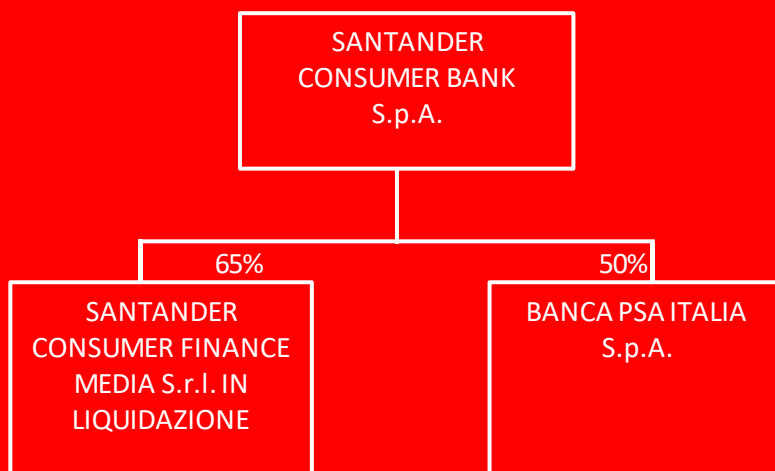 SANTANDER
CONSUMER BANK
S.p.A.
65%
50%
SANTANDER
CONSUMER FINANCE
MEDIA S.r.l. IN
LIQUIDAZIONE
BANCA PSA ITALIA
S.p.A.